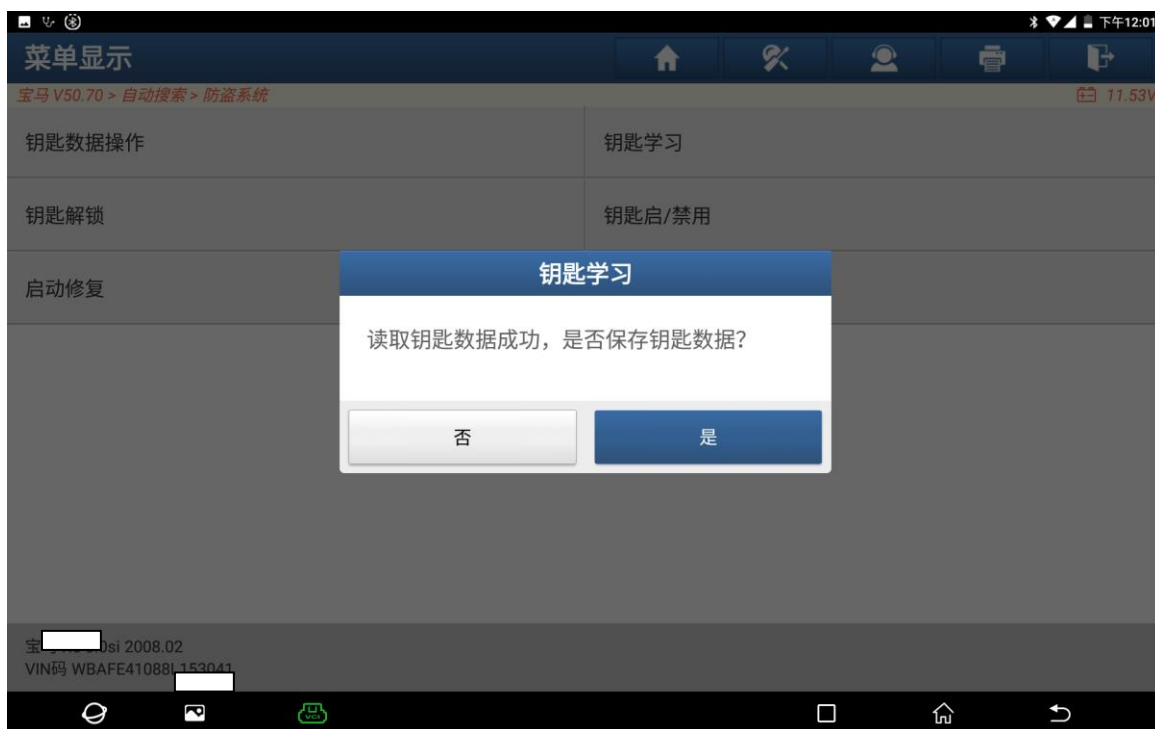 下午12:01
菜单显示
宝马 V50.70 > 自动搜索 > 防盗系统
11.53V
钥匙数据操作
钥匙学习
钥匙解锁
钥匙启/禁用
启动修复
钥匙学习
读取钥匙数据成功，是否保存钥匙数据？
否
是
0si 2008.02
VIN码 WBAFE41088L153041
VCI